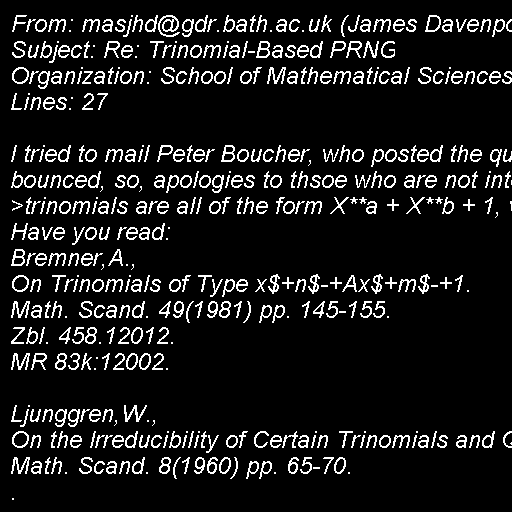 From: masjhd@gdr.bath.ac.uk (James Davenpo
Subject: Re: Trinomial-Based PRNG
Organization: School of Mathematical Sciences
Lines: 27

I tried to mail Peter Boucher, who posted the qu
bounced, so, apologies to thsoe who are not int
>trinomials are all of the form X**a + X**b + 1,
Have you read:
Bremner,A.,
On Trinomials of Type x$+n$-+Ax$+m$-+1.
Math. Scand. 49(1981) pp. 145-155.
Zbl. 458.12012.
MR 83k:12002.

Ljunggren,W.,
On the Irreducibility of Certain Trinomials and
Math. Scand. 8(1960) pp. 65-70.
.